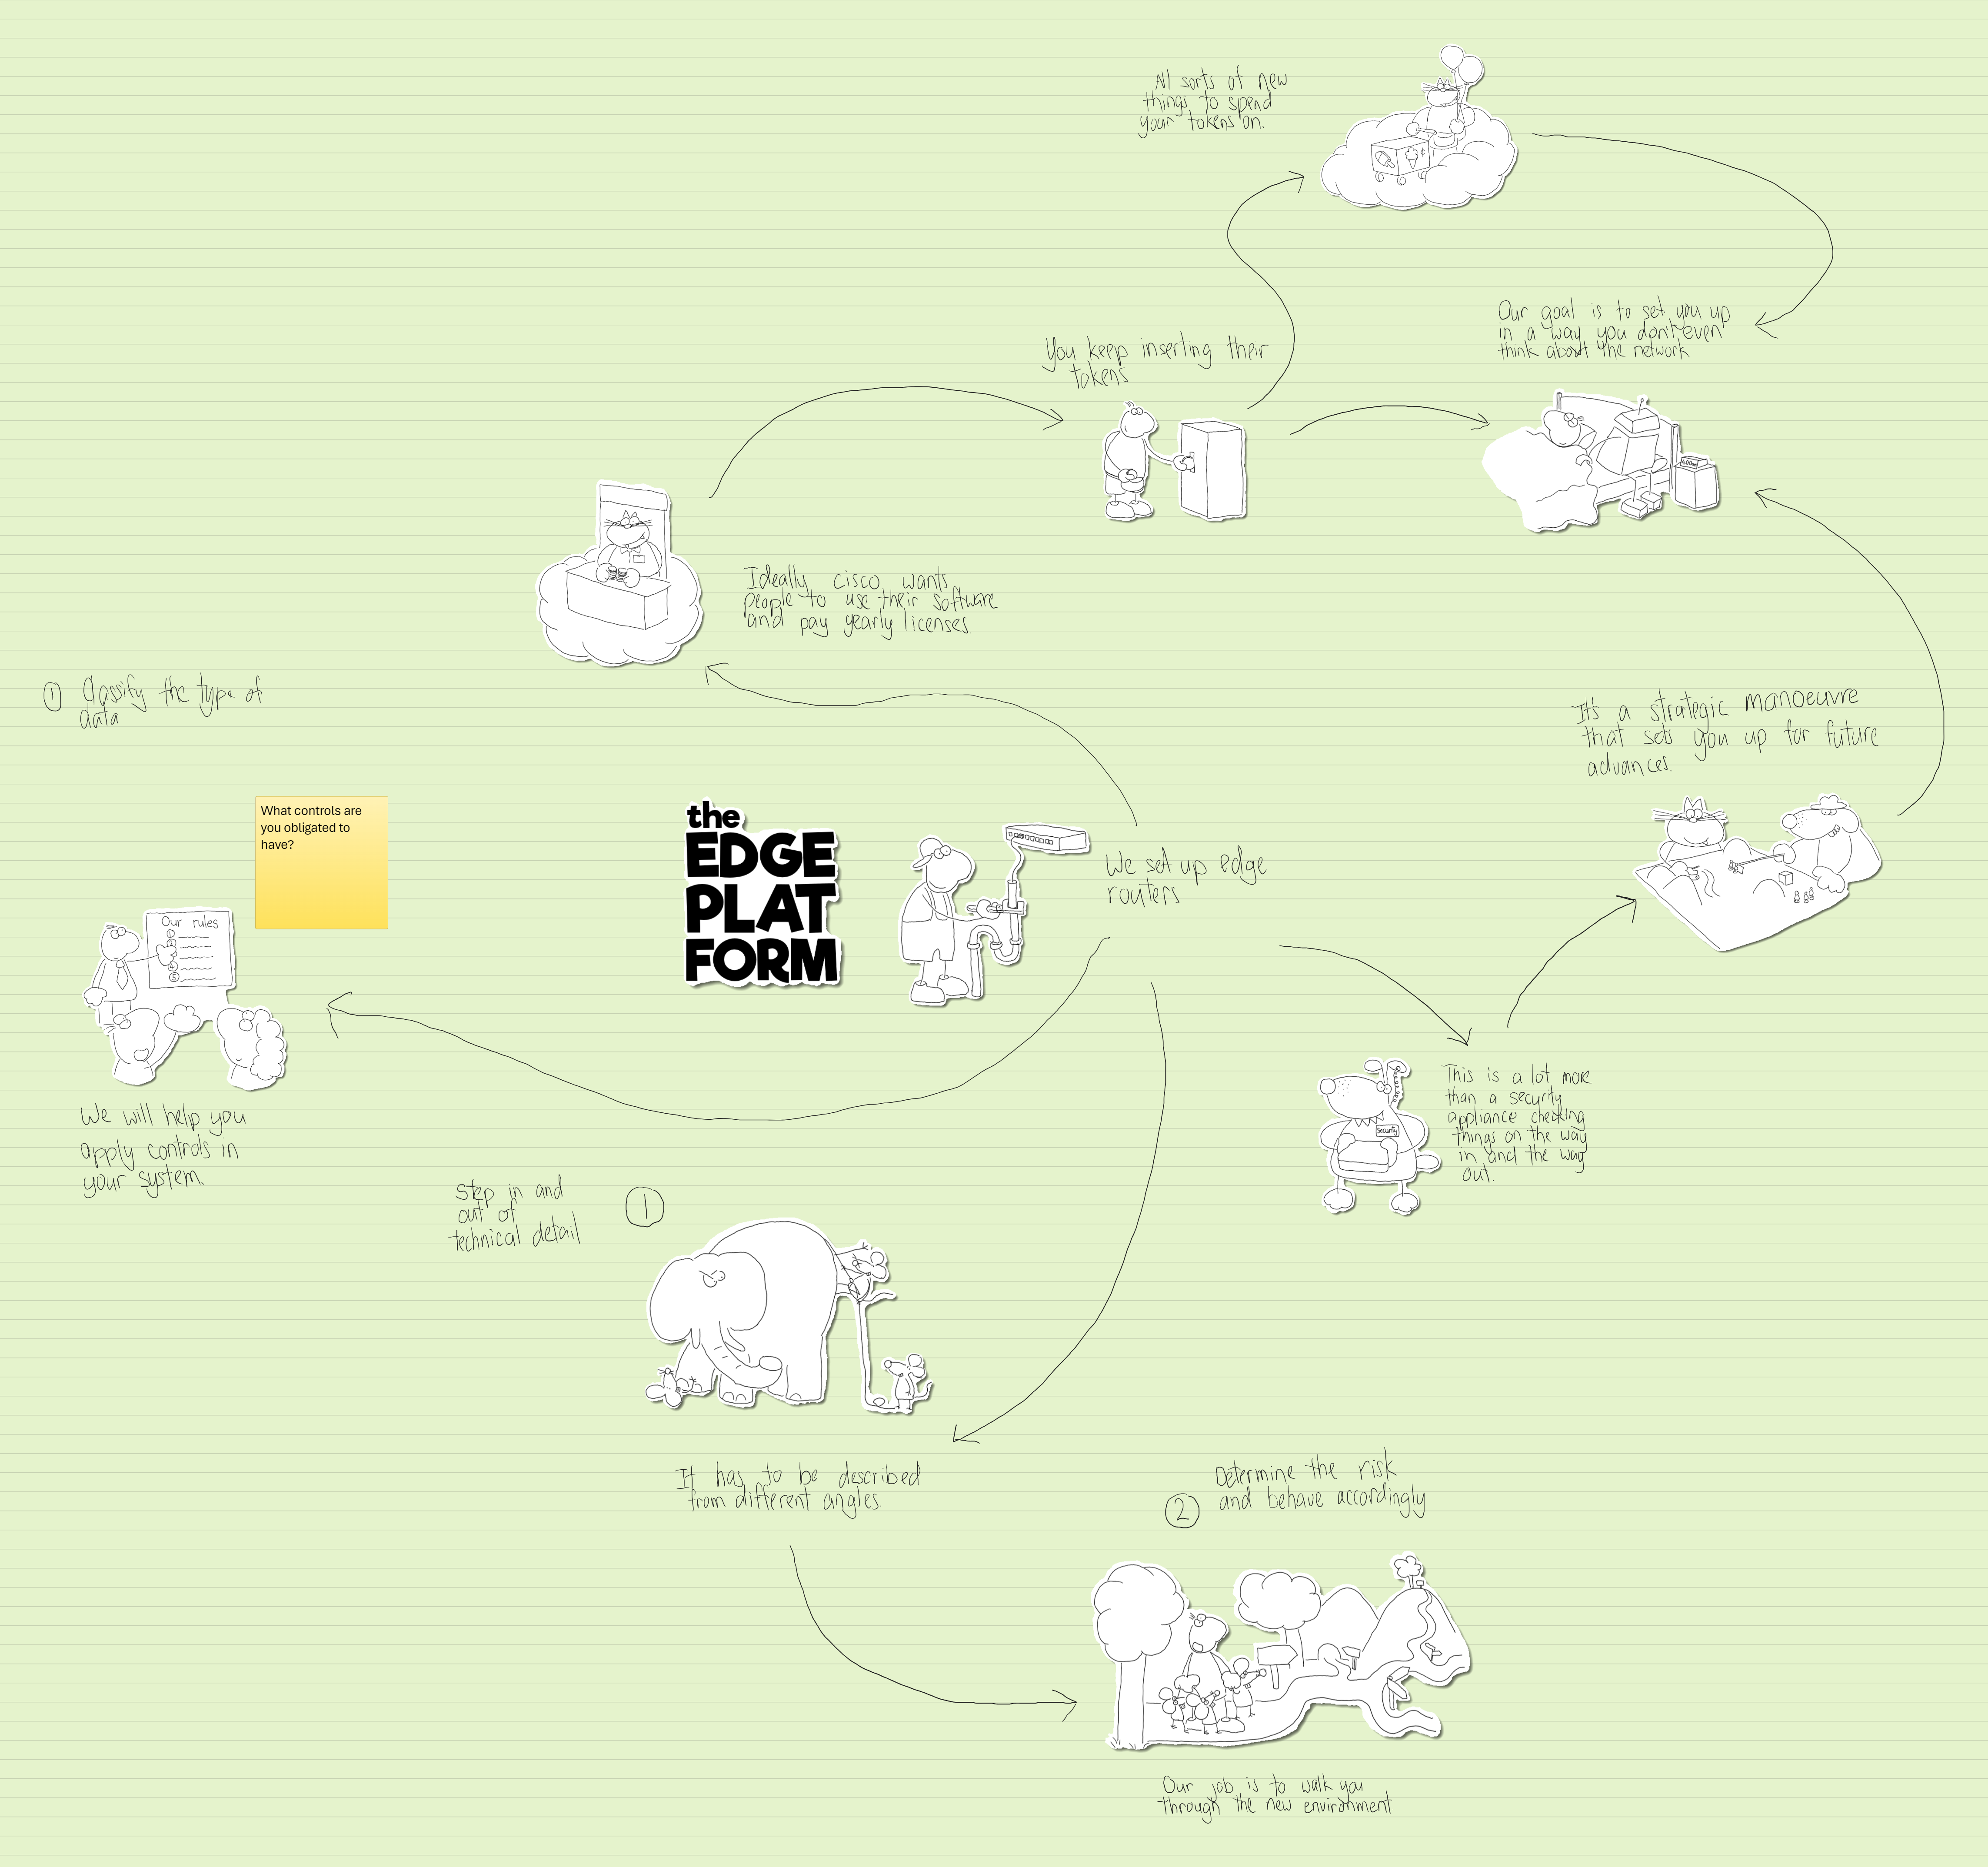 All sorts of new
things to spend
your tokens on.
Our goal is to set you up
in a way you don't even
think about the network
You keep inserting their
tokens
Ideally cisco wants
people to use their software
and pay yearly licenses
① Classify the type of
data
It's a strategic manoeuvre
that sets you up for future
advances.
What controls are
you obligated to
have?
the
EDGE
PLAT
FORM
We set up edge
routers
Our rules
1
2
4
5
Security
This is a lot more
than a security
appliance checking
things on the way
in and the way
out.
We will help you
apply controls in
your system.
Step in and
out of
technical detail
①
It has to be described
from different angles.
②
Determine the risk
and behave accordingly
Our job is to walk you
through the new environment